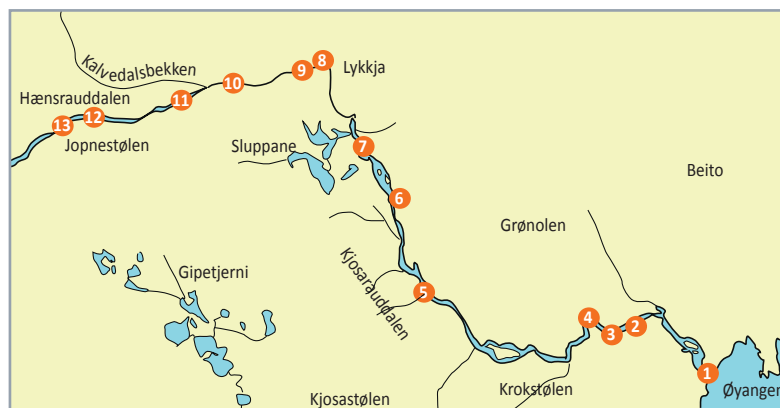 8
Lykkja
9
Kalvedalsbekken
10
Hænsrauddalen
11
12
13
Jopnestølen
Sluppane
7
Beito
6
Grønolen
Kjosarauddalen
Gipetjerni
5
4
3
2
1
Øyangen
Krokstølen
Kjosastølen